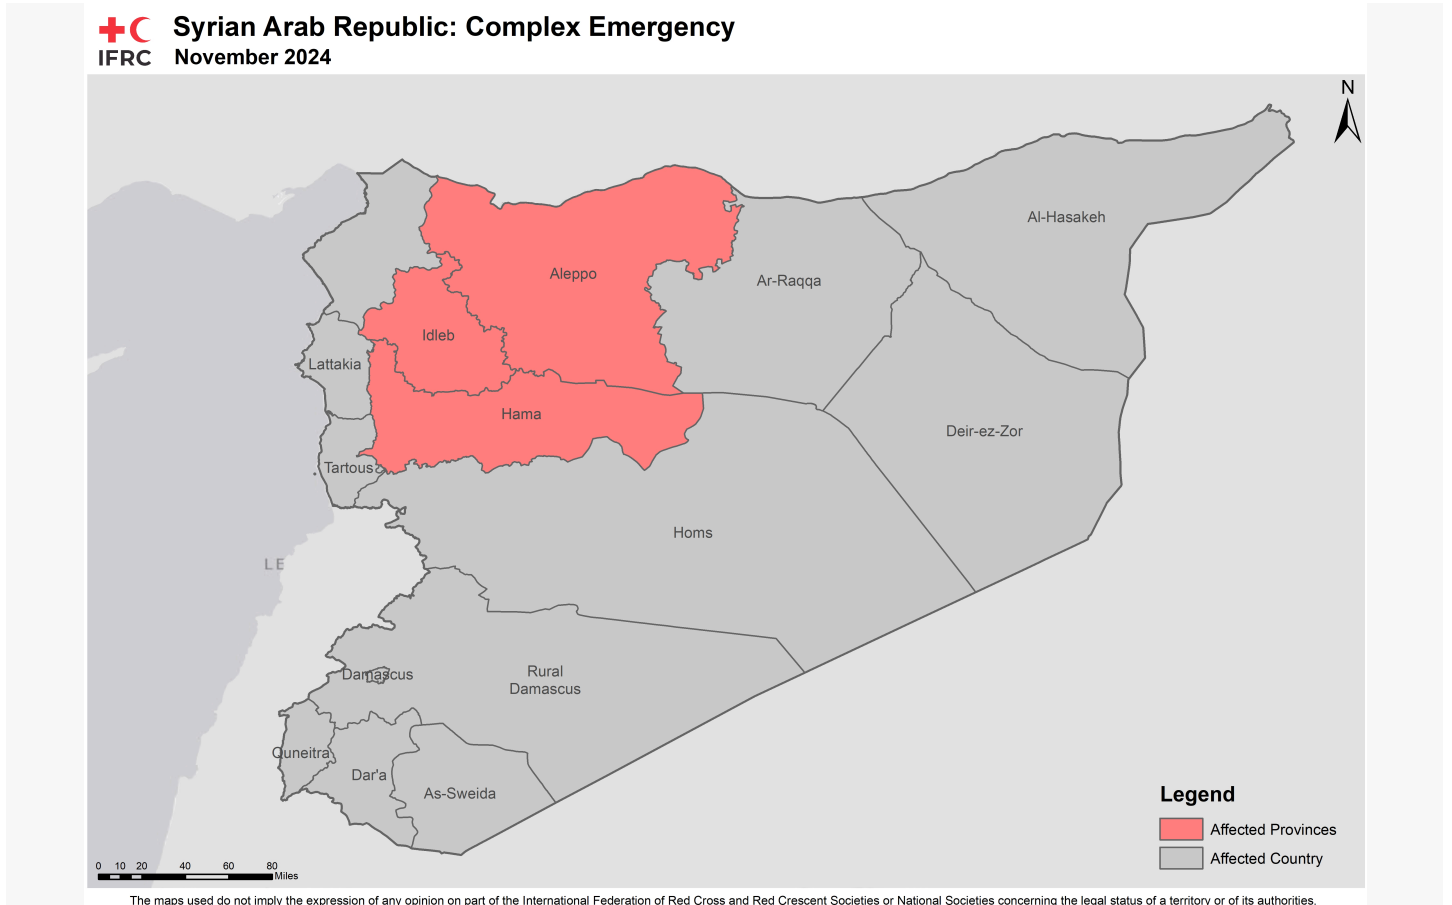 Syrian Arab Republic: Complex Emergency
IFRC
November 2024
N
Al-Hasakeh
Aleppo
Ar-Raqqa
Idleb
Lattakia
Hama
Deir-ez-Zor
Tartous
Homs
LE
Damascus
Rural
Damascus
Quneitra
Dar'a
As-Sweida
Legend
Affected Provinces
Affected Country
0 10 20 40 60 80
Miles
The maps used do not imply the expression of any opinion on part of the International Federation of Red Cross and Red Crescent Societies or National Societies concerning the legal status of a territory or of its authorities.